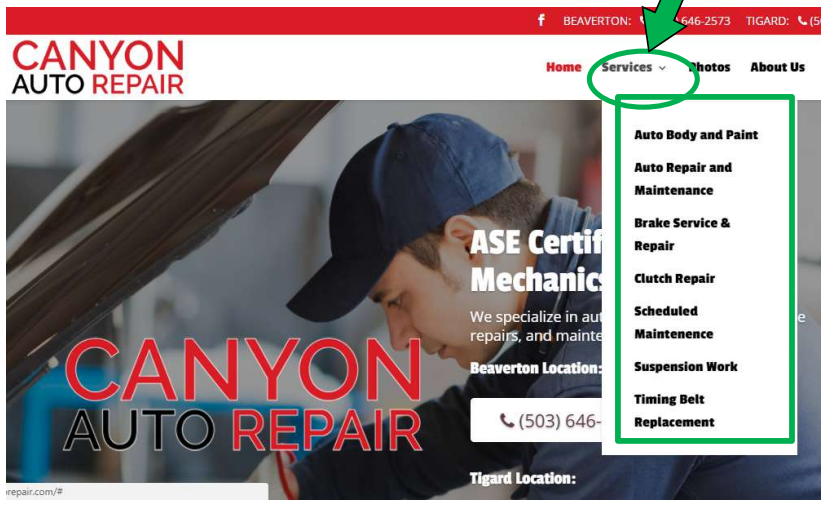 f BEAVERTON: 646-2573 TIGARD: (5
CANYON
AUTO REPAIR
Home Services Photos About Us
Auto Body and Paint
Auto Repair and
Maintenance
Brake Service &
Repair
Clutch Repair
Scheduled
Maintenence
Suspension Work
Timing Belt
Replacement
ASE Certif
Mechanic
We specialize in aut e
repairs, and mainte
Beaverton Location:
(503) 646-
Tigard Location:
CANYON
AUTO REPAIR
repair.com/#